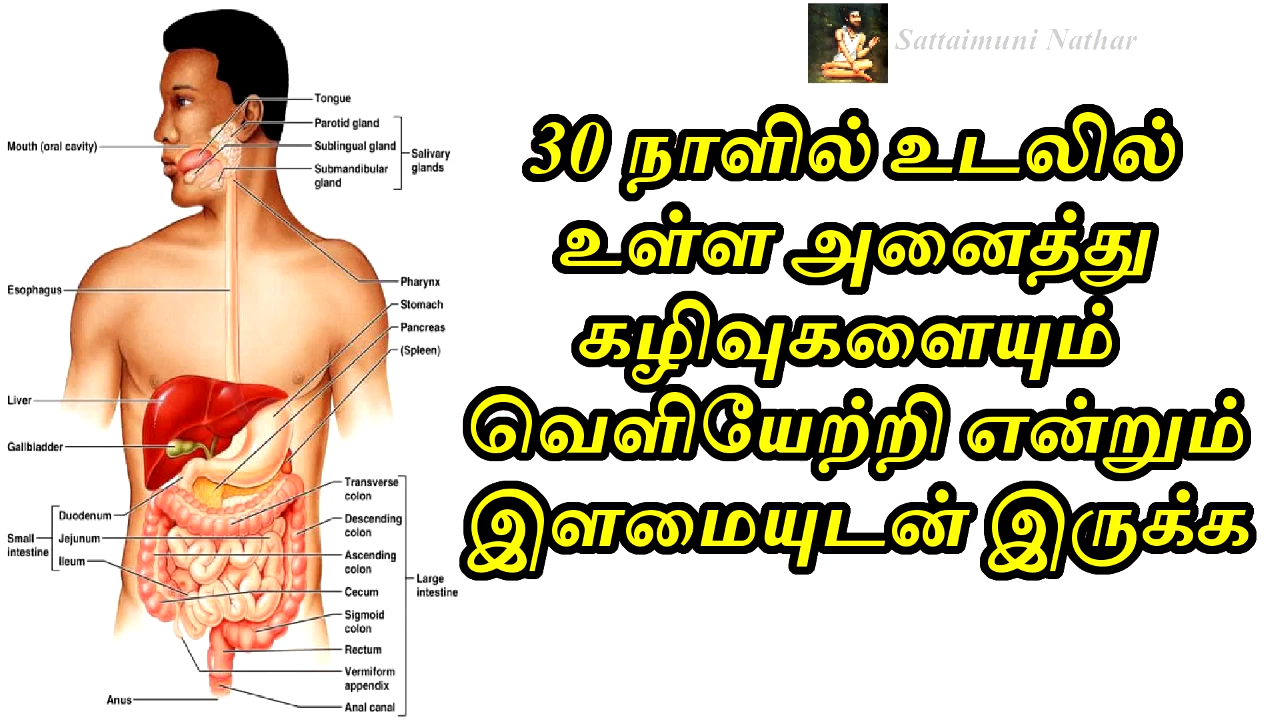 Sattaimuni Nathar
30 நாளில் உடலில்
உள்ள அனைத்து
கழிவுகளையும்
வெளியேற்றி என்றும்
இளமையுடன் இருக்க
Tongue
Parotid gland
Sublingual gland
Submandibular
gland
Salivary
glands
Mouth (oral cavity)
Pharynx
Esophagus
Stomach
Pancreas
(Spleen)
Liver
Gallbladder
Small
intestine
Duodenum
Jejunum
Ileum
Transverse
colon
Descending
colon
Ascending
colon
Cecum
Sigmoid
colon
Rectum
Vermiform
appendix
Anal canal
Large
intestine
Anus